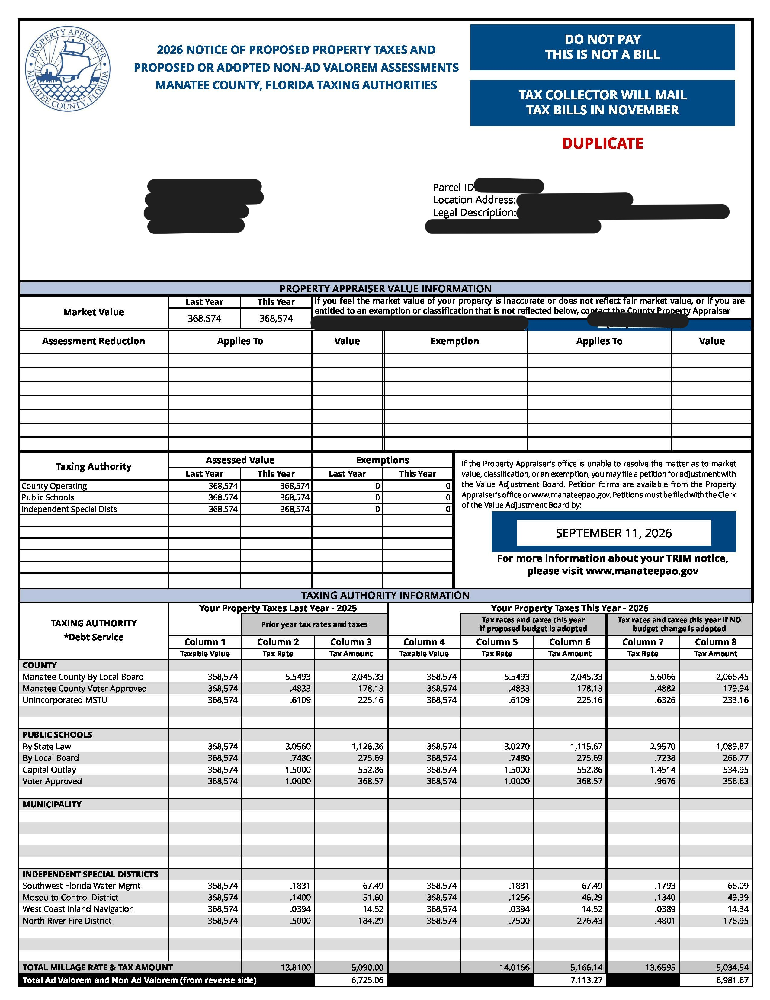 PROPERTY APPRAISER
MANATEE COUNTY, FLORIDA
2026 NOTICE OF PROPOSED PROPERTY TAXES AND
PROPOSED OR ADOPTED NON-AD VALOREM ASSESSMENTS
MANATEE COUNTY, FLORIDA TAXING AUTHORITIES
DO NOT PAY
THIS IS NOT A BILL
TAX COLLECTOR WILL MAIL
TAX BILLS IN NOVEMBER
DUPLICATE
Parcel ID:
Location Address:
Legal Description:
PROPERTY APPRAISER VALUE INFORMATION
Market Value
Last Year This Year
368,574 368,574
If you feel the market value of your property is inaccurate or does not reflect fair market value, or if you are
entitled to an exemption or classification that is not reflected below, contact the County Property Appraiser
Assessment Reduction Applies To Value Exemption Applies To Value
Taxing Authority Assessed Value Exemptions
Last Year This Year Last Year This Year
County Operating 368,574 368,574 0 0
Public Schools 368,574 368,574 0 0
Independent Special Dists 368,574 368,574 0 0
If the Property Appraiser's office is unable to resolve the matter as to market
value, classification, or an exemption, you may file a petition for adjustment with
the Value Adjustment Board. Petition forms are available from the Property
Appraiser's office or www.manateepao.gov. Petitions must be filed with the Clerk
of the Value Adjustment Board by:
SEPTEMBER 11, 2026
For more information about your TRIM notice,
please visit www.manateepao.gov
TAXING AUTHORITY INFORMATION
TAXING AUTHORITY
*Debt Service
Your Property Taxes Last Year - 2025 Your Property Taxes This Year - 2026
Prior year tax rates and taxes
Tax rates and taxes this year
if proposed budget is adopted
Tax rates and taxes this year if NO
budget change is adopted
Column 1 Column 2 Column 3 Column 4 Column 5 Column 6 Column 7 Column 8
Taxable Value Tax Rate Tax Amount Taxable Value Tax Rate Tax Amount Tax Rate Tax Amount
COUNTY
Manatee County By Local Board 368,574 5.5493 2,045.33 368,574 5.5493 2,045.33 5.6066 2,066.45
Manatee County Voter Approved 368,574 .4833 178.13 368,574 .4833 178.13 .4882 179.94
Unincorporated MSTU 368,574 .6109 225.16 368,574 .6109 225.16 .6326 233.16
PUBLIC SCHOOLS
By State Law 368,574 3.0560 1,126.36 368,574 3.0270 1,115.67 2.9570 1,089.87
By Local Board 368,574 .7480 275.69 368,574 .7480 275.69 .7238 266.77
Capital Outlay 368,574 1.5000 552.86 368,574 1.5000 552.86 1.4514 534.95
Voter Approved 368,574 1.0000 368.57 368,574 1.0000 368.57 .9676 356.63
MUNICIPALITY
INDEPENDENT SPECIAL DISTRICTS
Southwest Florida Water Mgmt 368,574 .1831 67.49 368,574 .1831 67.49 .1793 66.09
Mosquito Control District 368,574 .1400 51.60 368,574 .1256 46.29 .1340 49.39
West Coast Inland Navigation 368,574 .0394 14.52 368,574 .0394 14.52 .0389 14.34
North River Fire District 368,574 .5000 184.29 368,574 .7500 276.43 .4801 176.95
TOTAL MILLAGE RATE & TAX AMOUNT 13.8100 5,090.00 14.0166 5,166.14 13.6595 5,034.54
Total Ad Valorem and Non Ad Valorem (from reverse side) 6,725.06 7,113.27 6,981.67